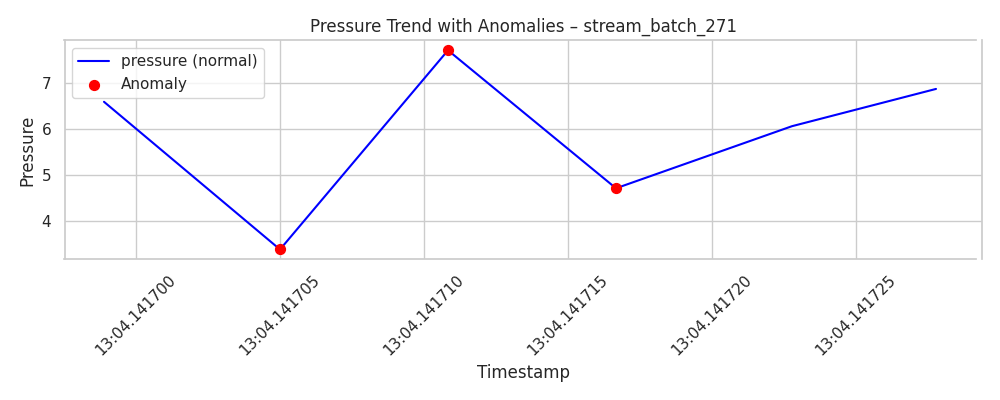 Pressure Trend with Anomalies – stream_batch_271
pressure (normal)
Anomaly
Pressure
7
6
5
4
13:04.141700
13:04.141705
13:04.141710
13:04.141715
13:04.141720
13:04.141725
Timestamp